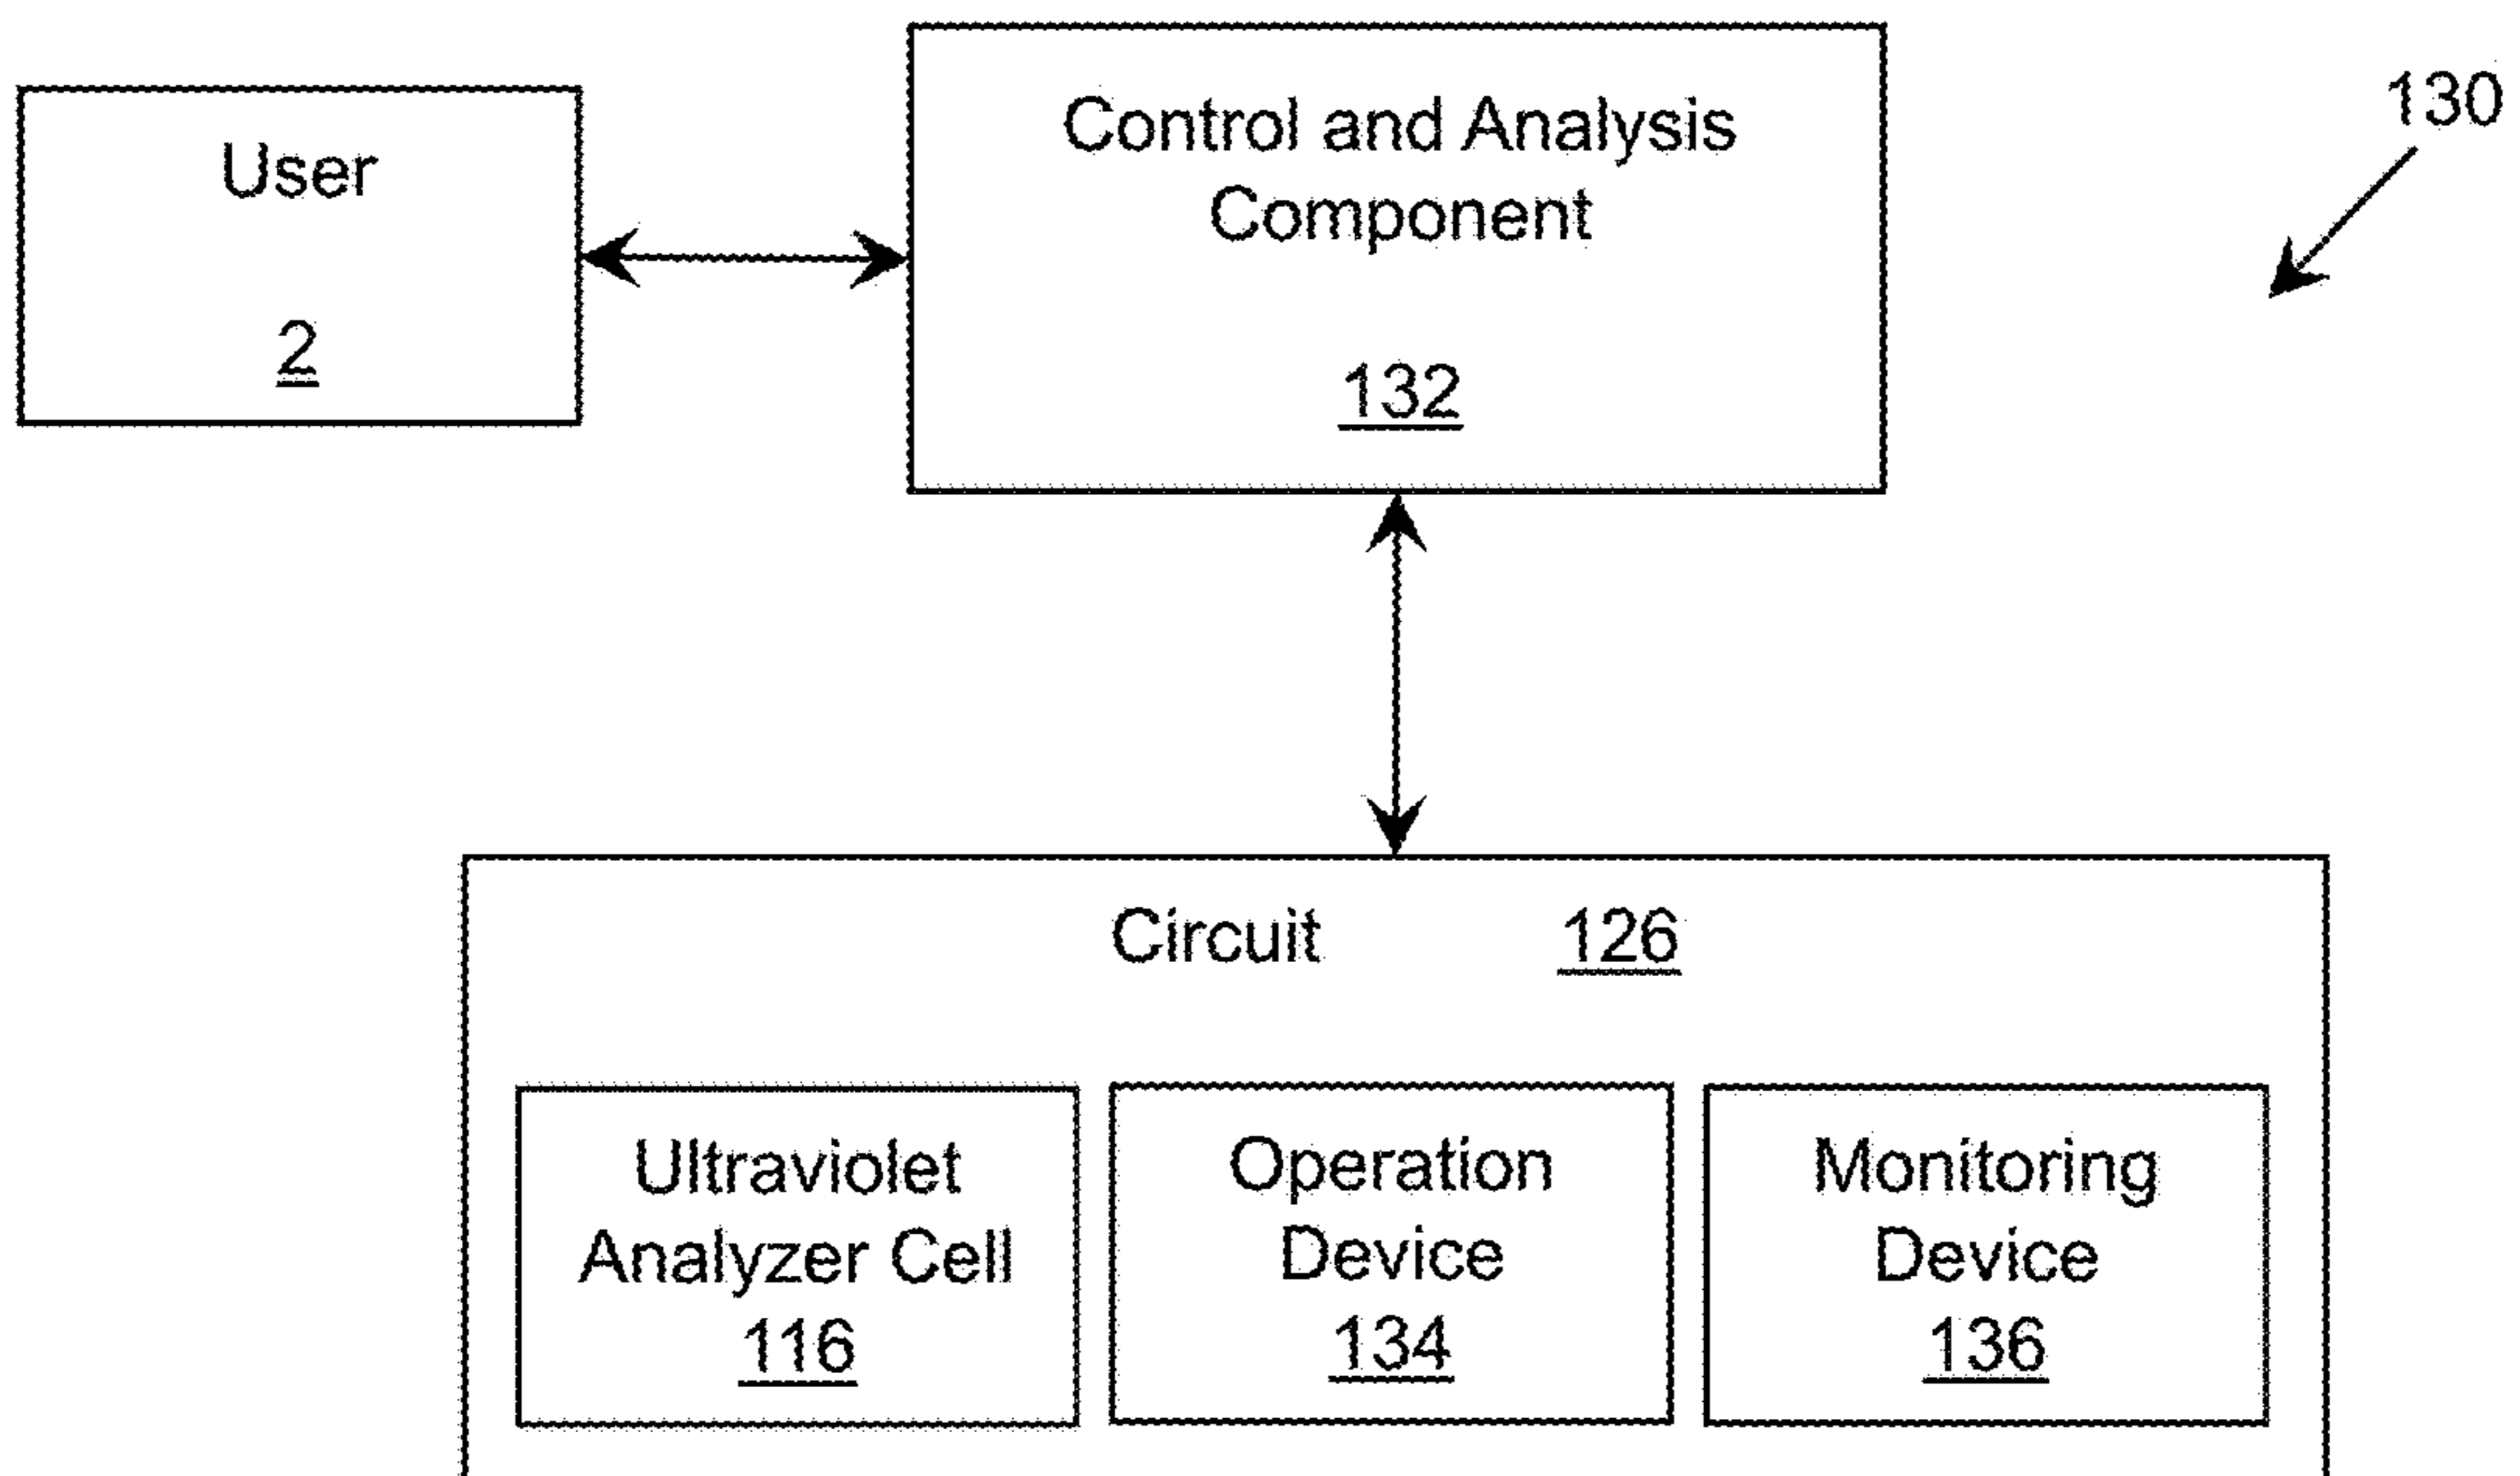 130
User
2
Control and Analysis
Component
132
Circuit 126
Ultraviolet
Analyzer Cell
116
Operation
Device
134
Monitoring
Device
136